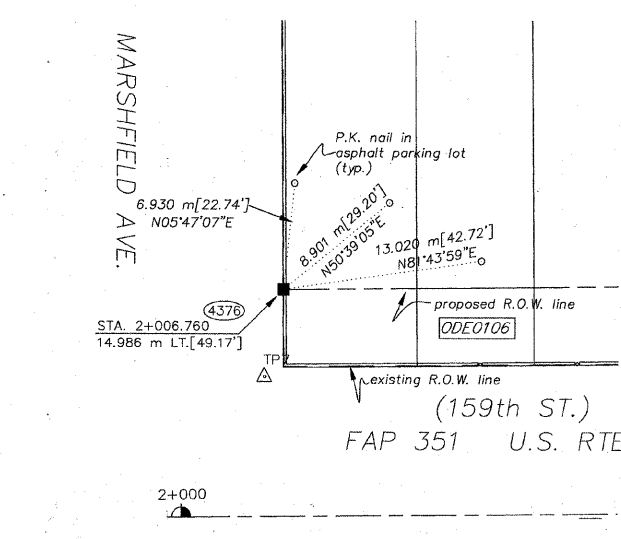 MARSHFIELD AVE.
P.K. nail in
asphalt parking lot
(typ.)
6.930 m[22.74']
N05°47'07"E
8.901 m[29.20']
N50°39'05"E
13.020 m[42.72']
N81°43'59"E
4376
STA. 2+006.760
14.986 m LT.[49.17']
proposed R.O.W. line
ODE0106
TP
existing R.O.W. line
(159th ST.)
FAP 351 U.S. RTE
2+000